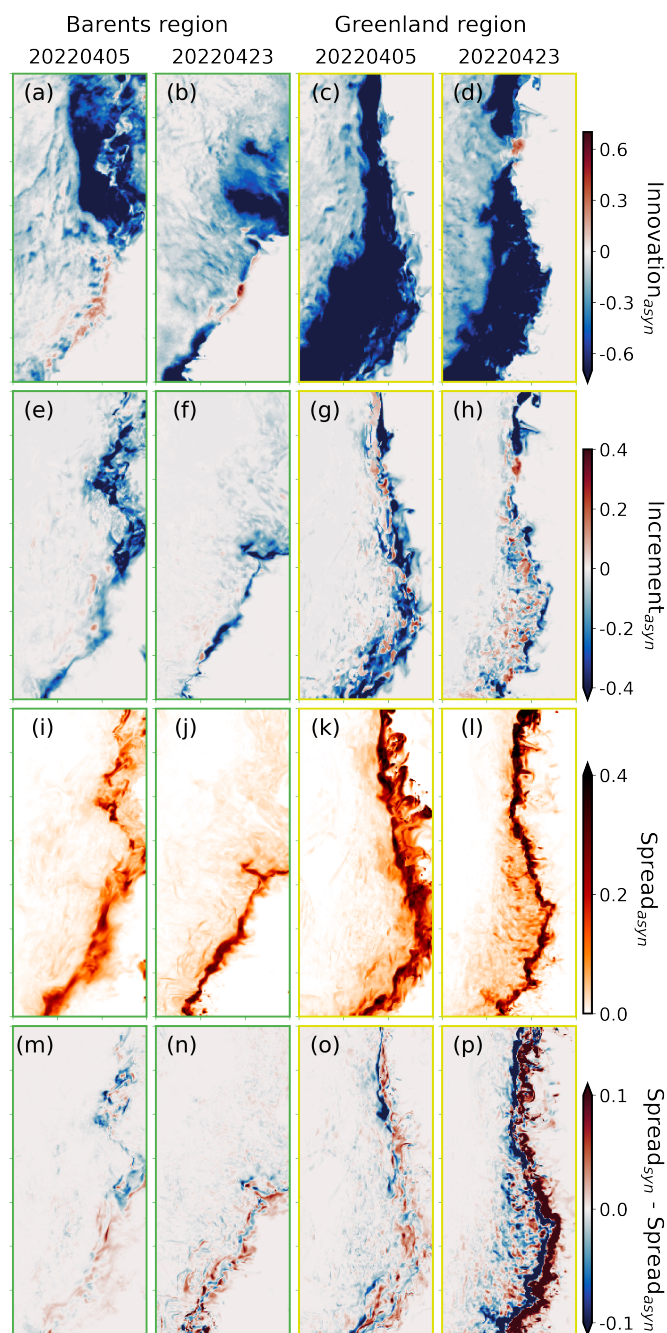 Barents region Greenland region
20220405 20220423 20220405 20220423
(a) (b) (c) (d)
0.6
0.3
0
-0.3
-0.6
Innovation_asyn
(e) (f) (g) (h)
0.4
0.2
0
-0.2
-0.4
Increment_asyn
(i) (j) (k) (l)
0.4
0.2
0.0
Spread_asyn
(m) (n) (o) (p)
0.1
0.0
-0.1
Spread_syn - Spread_asyn